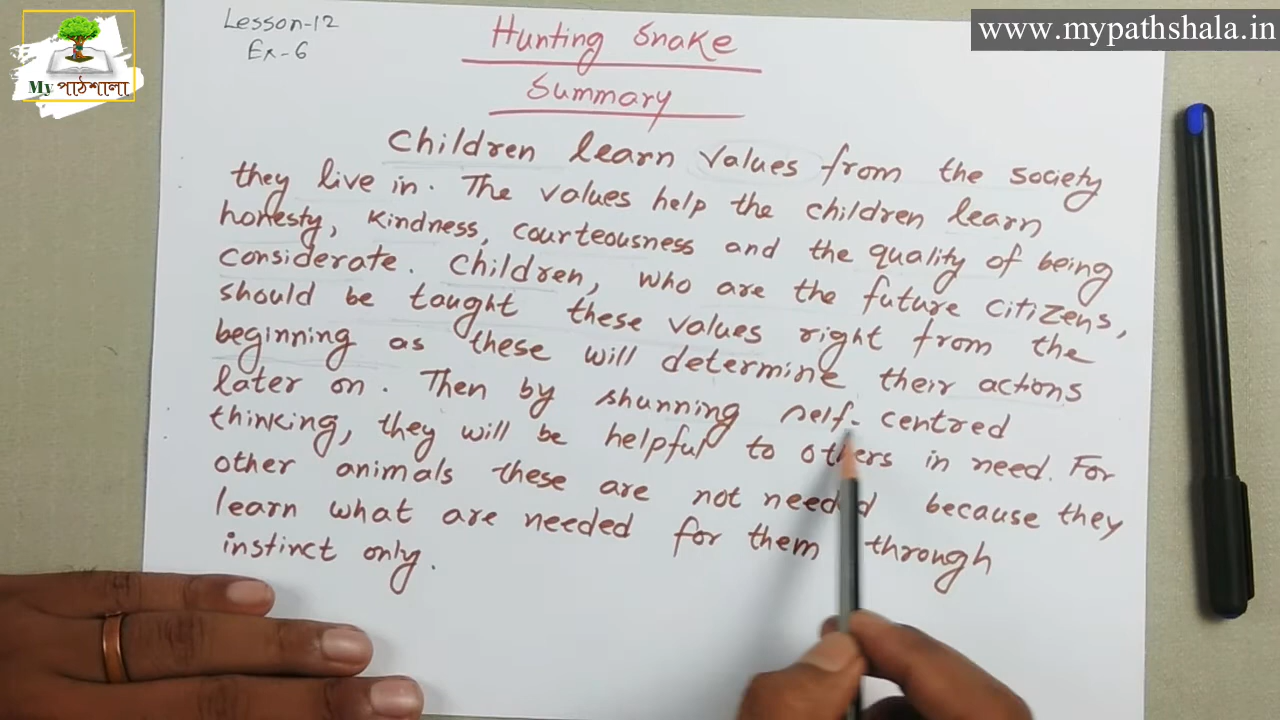 Lesson-12
Ex-6
My পাঠশালা
www.mypathshala.in
Hunting Snake
Summary
Children learn values from the society
they live in. The values help the children learn
honesty, kindness, courteousness and the quality of being
considerate. Children, who are the future citizens,
should be taught these values right from the
beginning as these will determine their actions
later on. Then by shunning self-centred
thinking, they will be helpful to others in need. For
other animals these are not needed because they
learn what are needed for them through
instinct only.